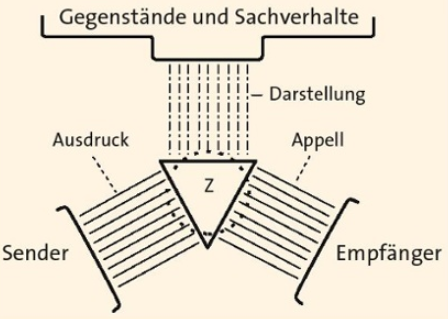 Gegenstände und Sachverhalte
Darstellung
Ausdruck
Appell
Z
Sender
Empfänger